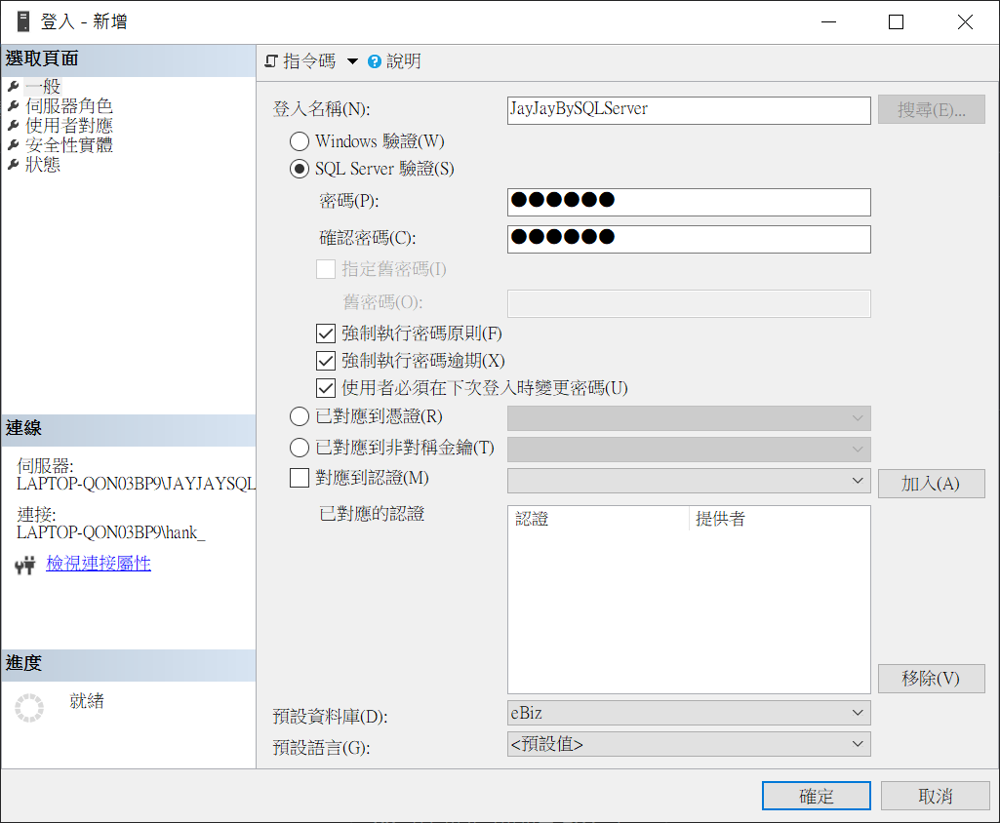 登入 - 新增
選取頁面
一般
伺服器角色
使用者對應
安全性實體
狀態
連線
伺服器:
LAPTOP-QON03BP9\JAYJAYSQL
連接:
LAPTOP-QON03BP9\hank_
檢視連接屬性
進度
就緒
指令碼 說明
登入名稱(N): JayJayBySQLServer 搜尋(E)...
Windows 驗證(W)
SQL Server 驗證(S)
密碼(P): ●●●●●●
確認密碼(C): ●●●●●●
指定舊密碼(I)
舊密碼(O):
強制執行密碼原則(F)
強制執行密碼逾期(X)
使用者必須在下次登入時變更密碼(U)
已對應到憑證(R)
已對應到非對稱金鑰(T)
對應到認證(M) 加入(A)
已對應的認證 認證 提供者
移除(V)
預設資料庫(D): eBiz
預設語言(G): <預設值>
確定 取消